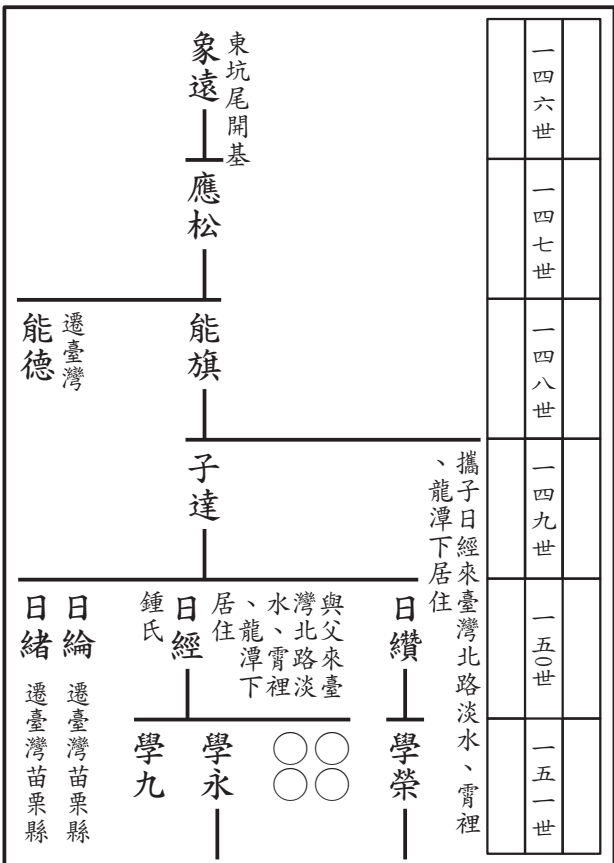 一四六世
一四七世
一四八世
一四九世
一五○世
一五一世
東坑尾開基
象遠
應松
能旗
遷臺灣
能德
攜子日經來臺灣北路淡水、霄裡
、龍潭下居住
子達
日纘
與父來臺
灣北路淡
水、霄裡
、龍潭下
居住
日經
鍾氏
日綸 遷臺灣苗栗縣
日緒 遷臺灣苗栗縣
學榮
○○
○○
學永
學九